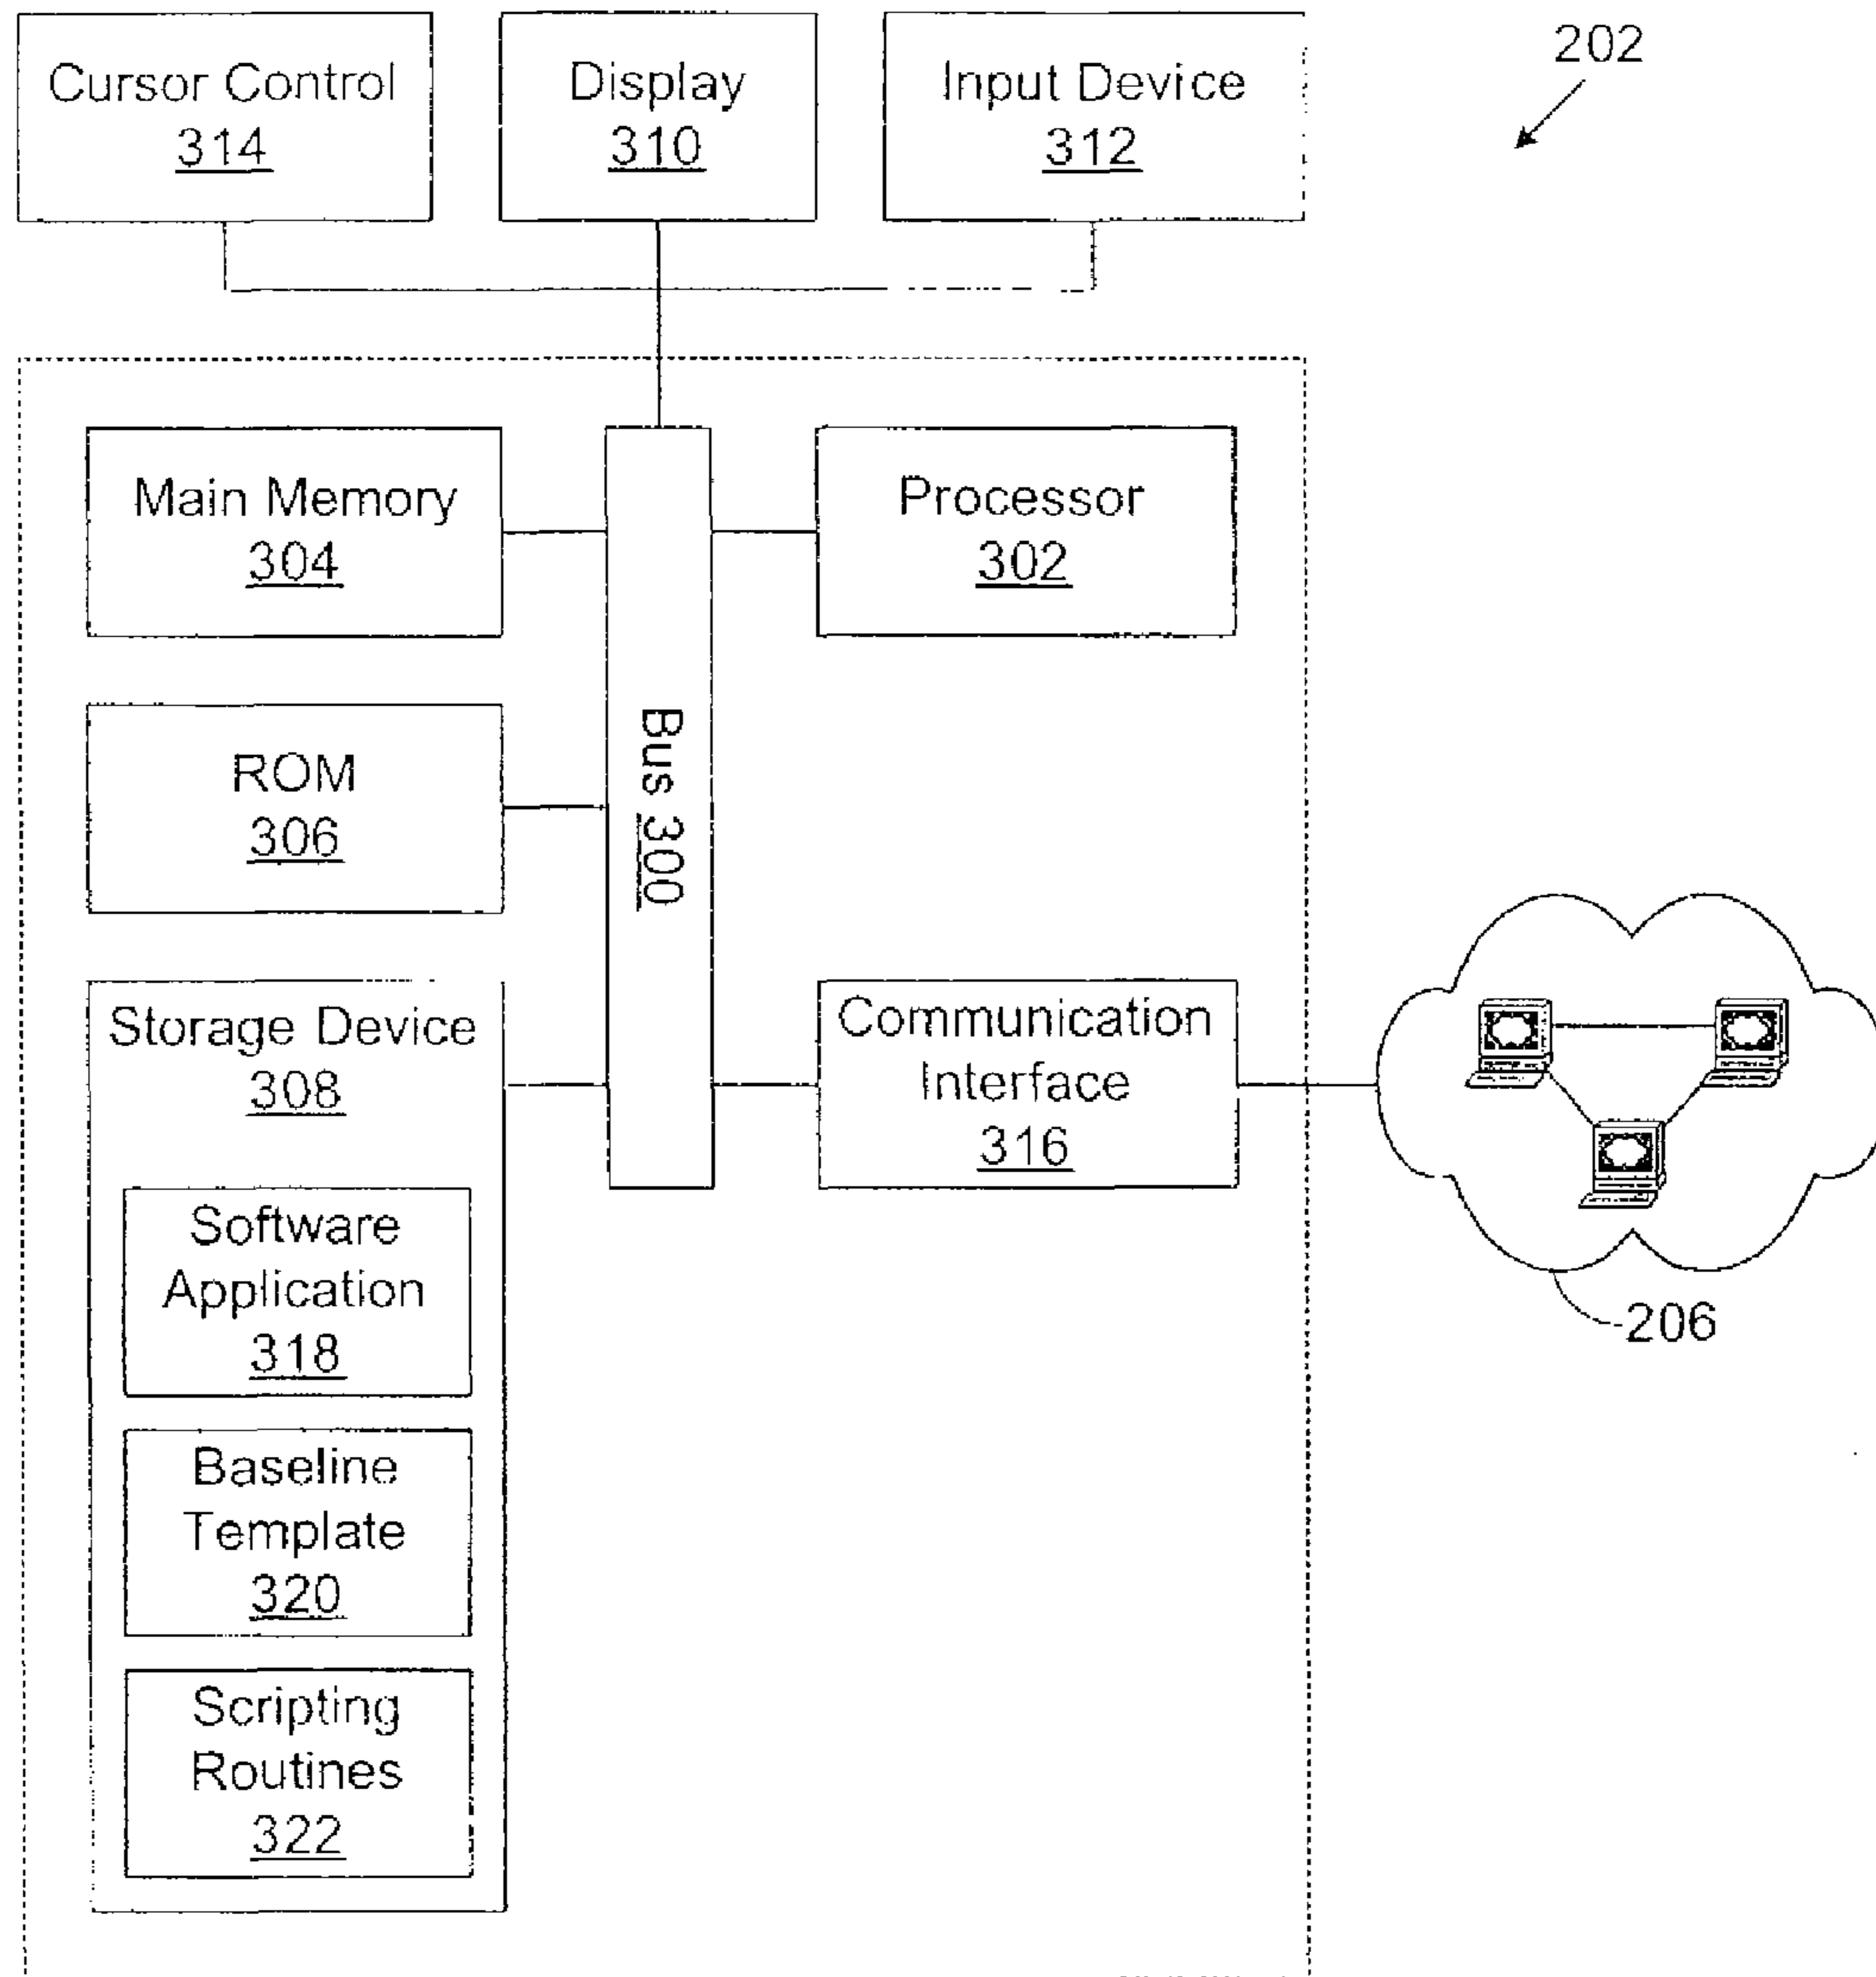 Cursor Control
314
Display
310
Input Device
312
202
Main Memory
304
Processor
302
ROM
306
Bus 300
Storage Device
308
Communication
Interface
316
Software
Application
318
206
Baseline
Template
320
Scripting
Routines
322